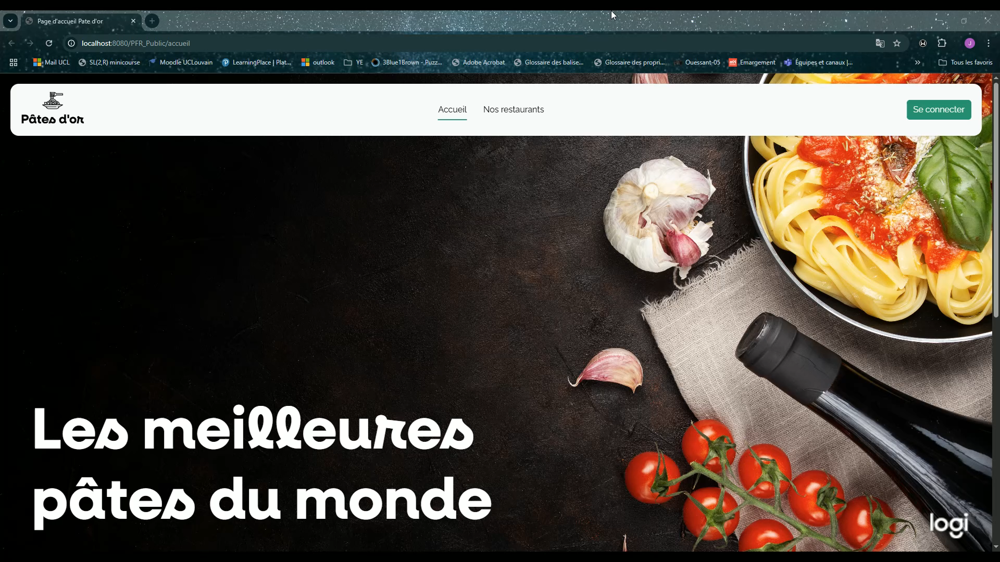 Page d'accueil Pate d'or
localhost:8080/PFR_Public/accueil
J
Mail UCL
SL(2,R) minicourse
Moodle UCLouvain
LearningPlace | Plat...
outlook
YE
3Blue1Brown - Puzz...
Adobe Acrobat
Glossaire des balise...
Glossaire des propri...
Ouessant-05
Emargement
Équipes et canaux |...
Tous les favoris
Pâtes d'or
Accueil
Nos restaurants
Se connecter
Les meilleures
pâtes du monde
logi